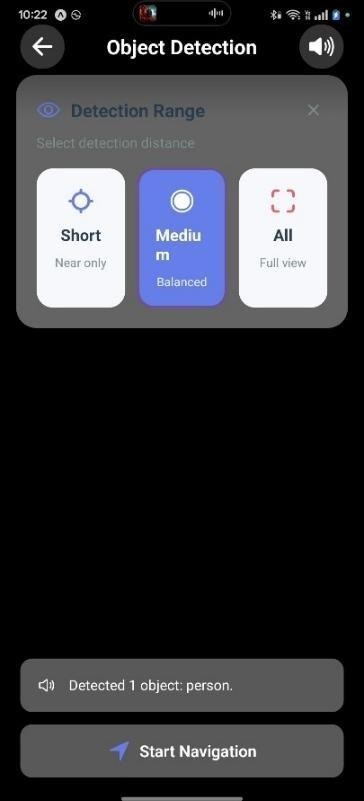 10:22
Object Detection
Detection Range
Select detection distance
Short
Near only
Mediu
m
Balanced
All
Full view
Detected 1 object: person.
Start Navigation